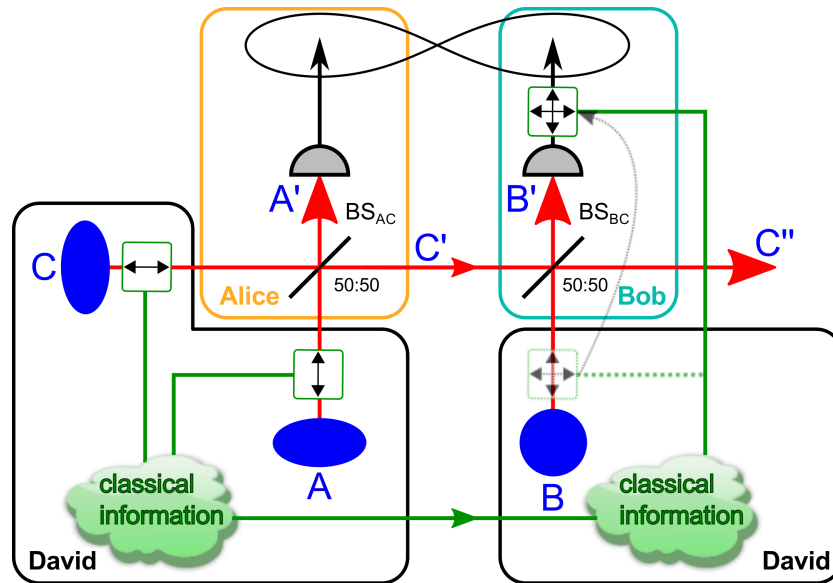 A'
BS_AC
B'
BS_BC
C
C'
C''
50:50
50:50
Alice
Bob
A
B
classical
information
classical
information
David
David